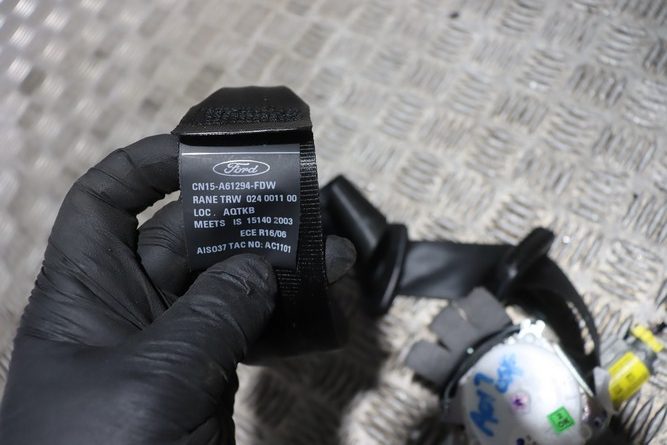 Ford
CN15-A61294-FDW
RANE TRW 024 0011 00
LOC. AQTKB
MEETS IS 15140 2003
ECE R16/06
AIS037 TAC NO: AC1101